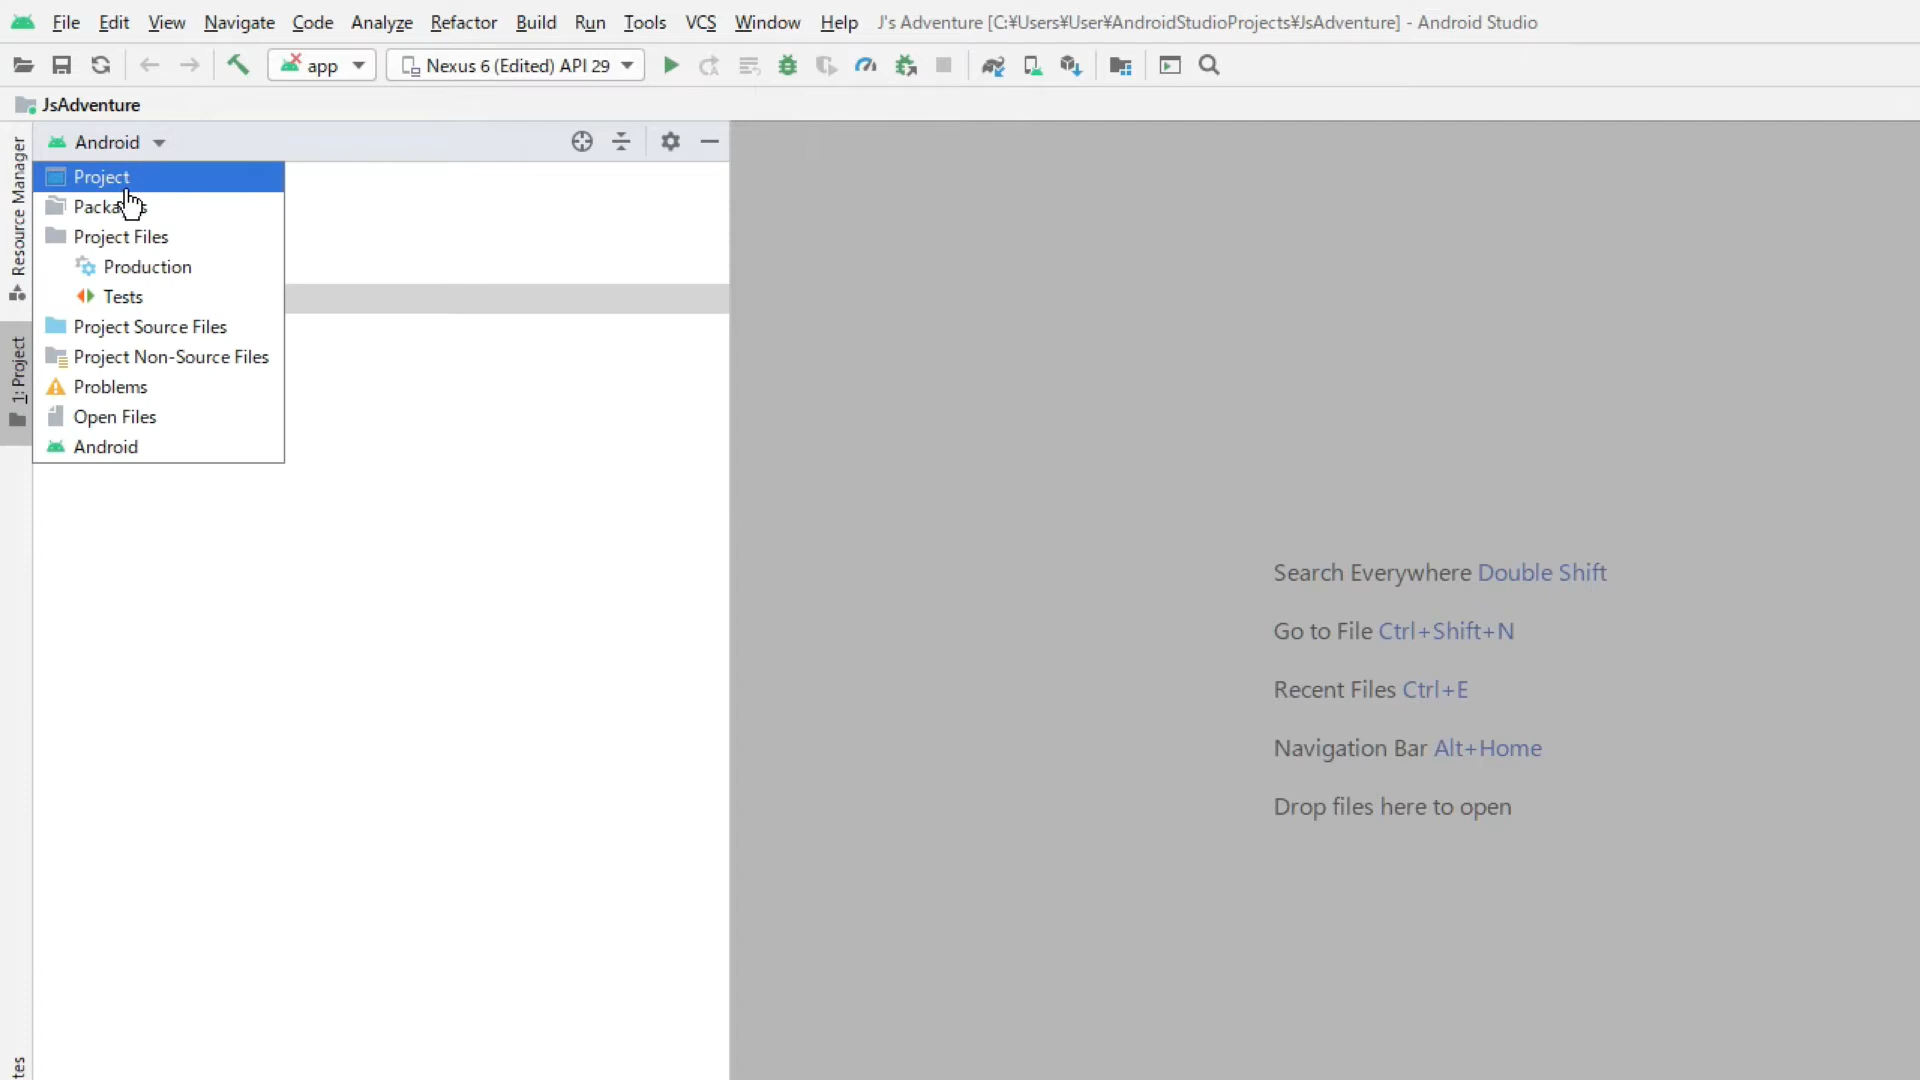 File Edit View Navigate Code Analyze Refactor Build Run Tools VCS Window Help J's Adventure [C:¥Users¥User¥AndroidStudioProjects¥JsAdventure] - Android Studio
app Nexus 6 (Edited) API 29
JsAdventure
Android
Resource Manager
1: Project
Project
Project Files
Production
Tests
Project Source Files
Project Non-Source Files
Problems
Open Files
Android
Search Everywhere Double Shift
Go to File Ctrl+Shift+N
Recent Files Ctrl+E
Navigation Bar Alt+Home
Drop files here to open